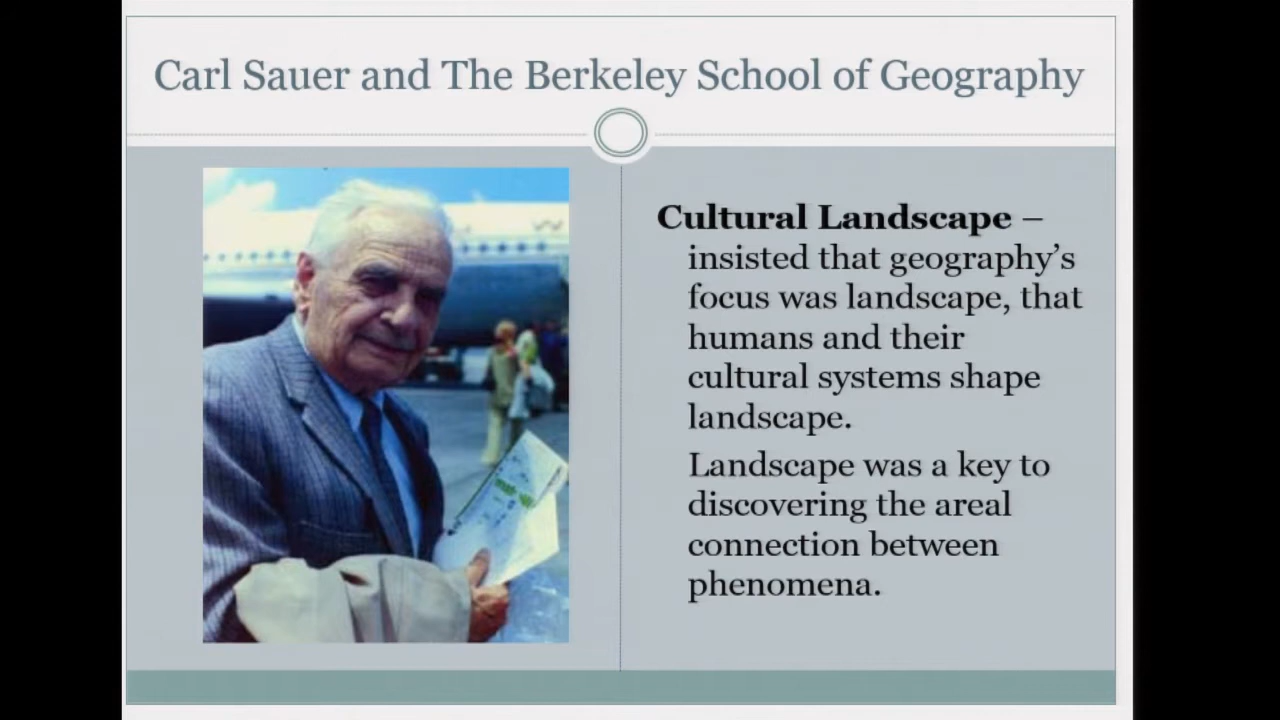 Carl Sauer and The Berkeley School of Geography
Cultural Landscape –
insisted that geography’s
focus was landscape, that
humans and their
cultural systems shape
landscape.
Landscape was a key to
discovering the areal
connection between
phenomena.